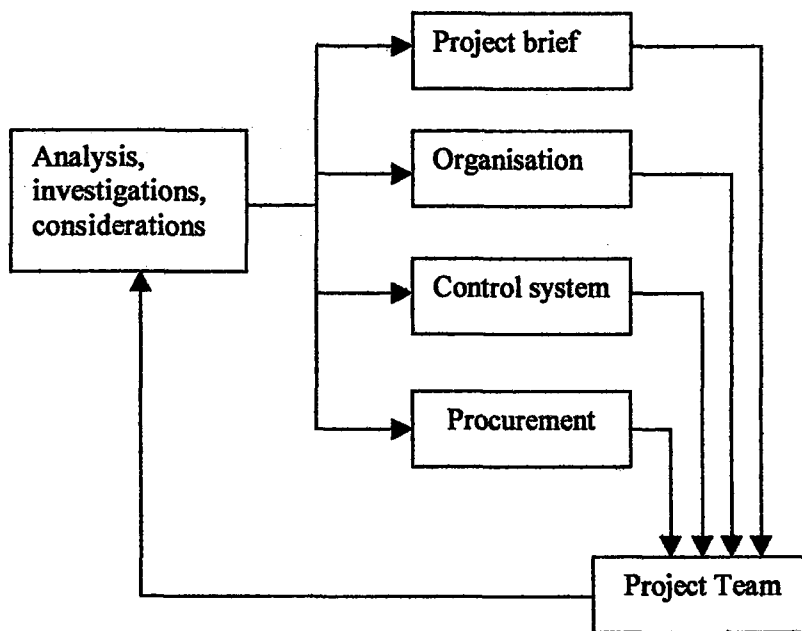 Project brief
Analysis,
investigations,
considerations
Organisation
Control system
Procurement
Project Team